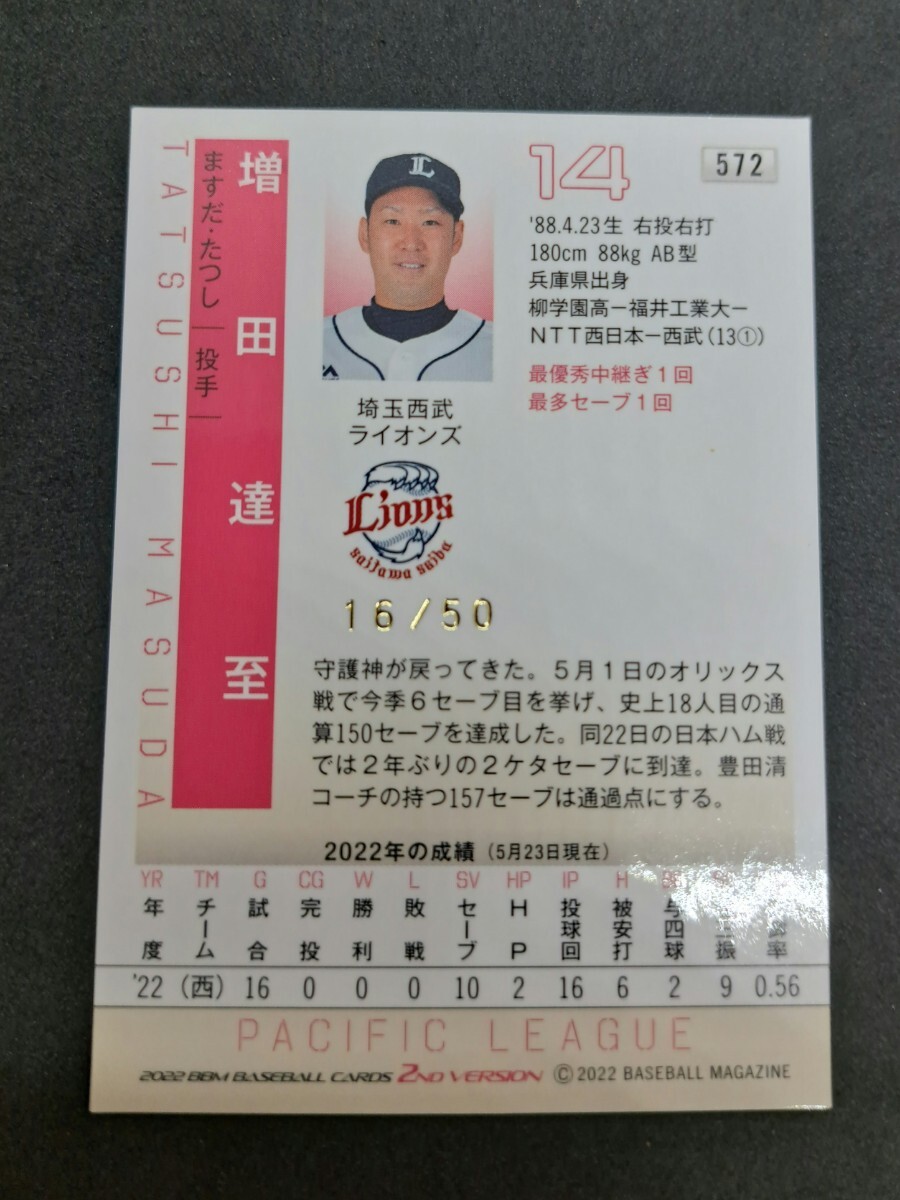 TATSUSHI MASUDA
ますだ・たつし 投手
増田達至
L
埼玉西武
ライオンズ
Lions
saitama seibu
16/50
14
572
'88.4.23生 右投右打
180cm 88kg AB型
兵庫県出身
柳学園高ー福井工業大ー
NTT西日本ー西武(13①)
最優秀中継ぎ1回
最多セーブ1回
守護神が戻ってきた。5月1日のオリックス
戦で今季6セーブ目を挙げ、史上18人目の通
算150セーブを達成した。同22日の日本ハム戦
では2年ぶりの2ケタセーブに到達。豊田清
コーチの持つ157セーブは通過点にする。
2022年の成績(5月23日現在)
YR TM G CG W L SV HP IP H
年度 チーム 試合 完投 勝利 敗戦 セーブ HP 投球回 被安打 与四球
'22 (西) 16 0 0 0 10 2 16 6 2 9 0.56
PACIFIC LEAGUE
2022 BBM BASEBALL CARDS 2ND VERSION ©2022 BASEBALL MAGAZINE